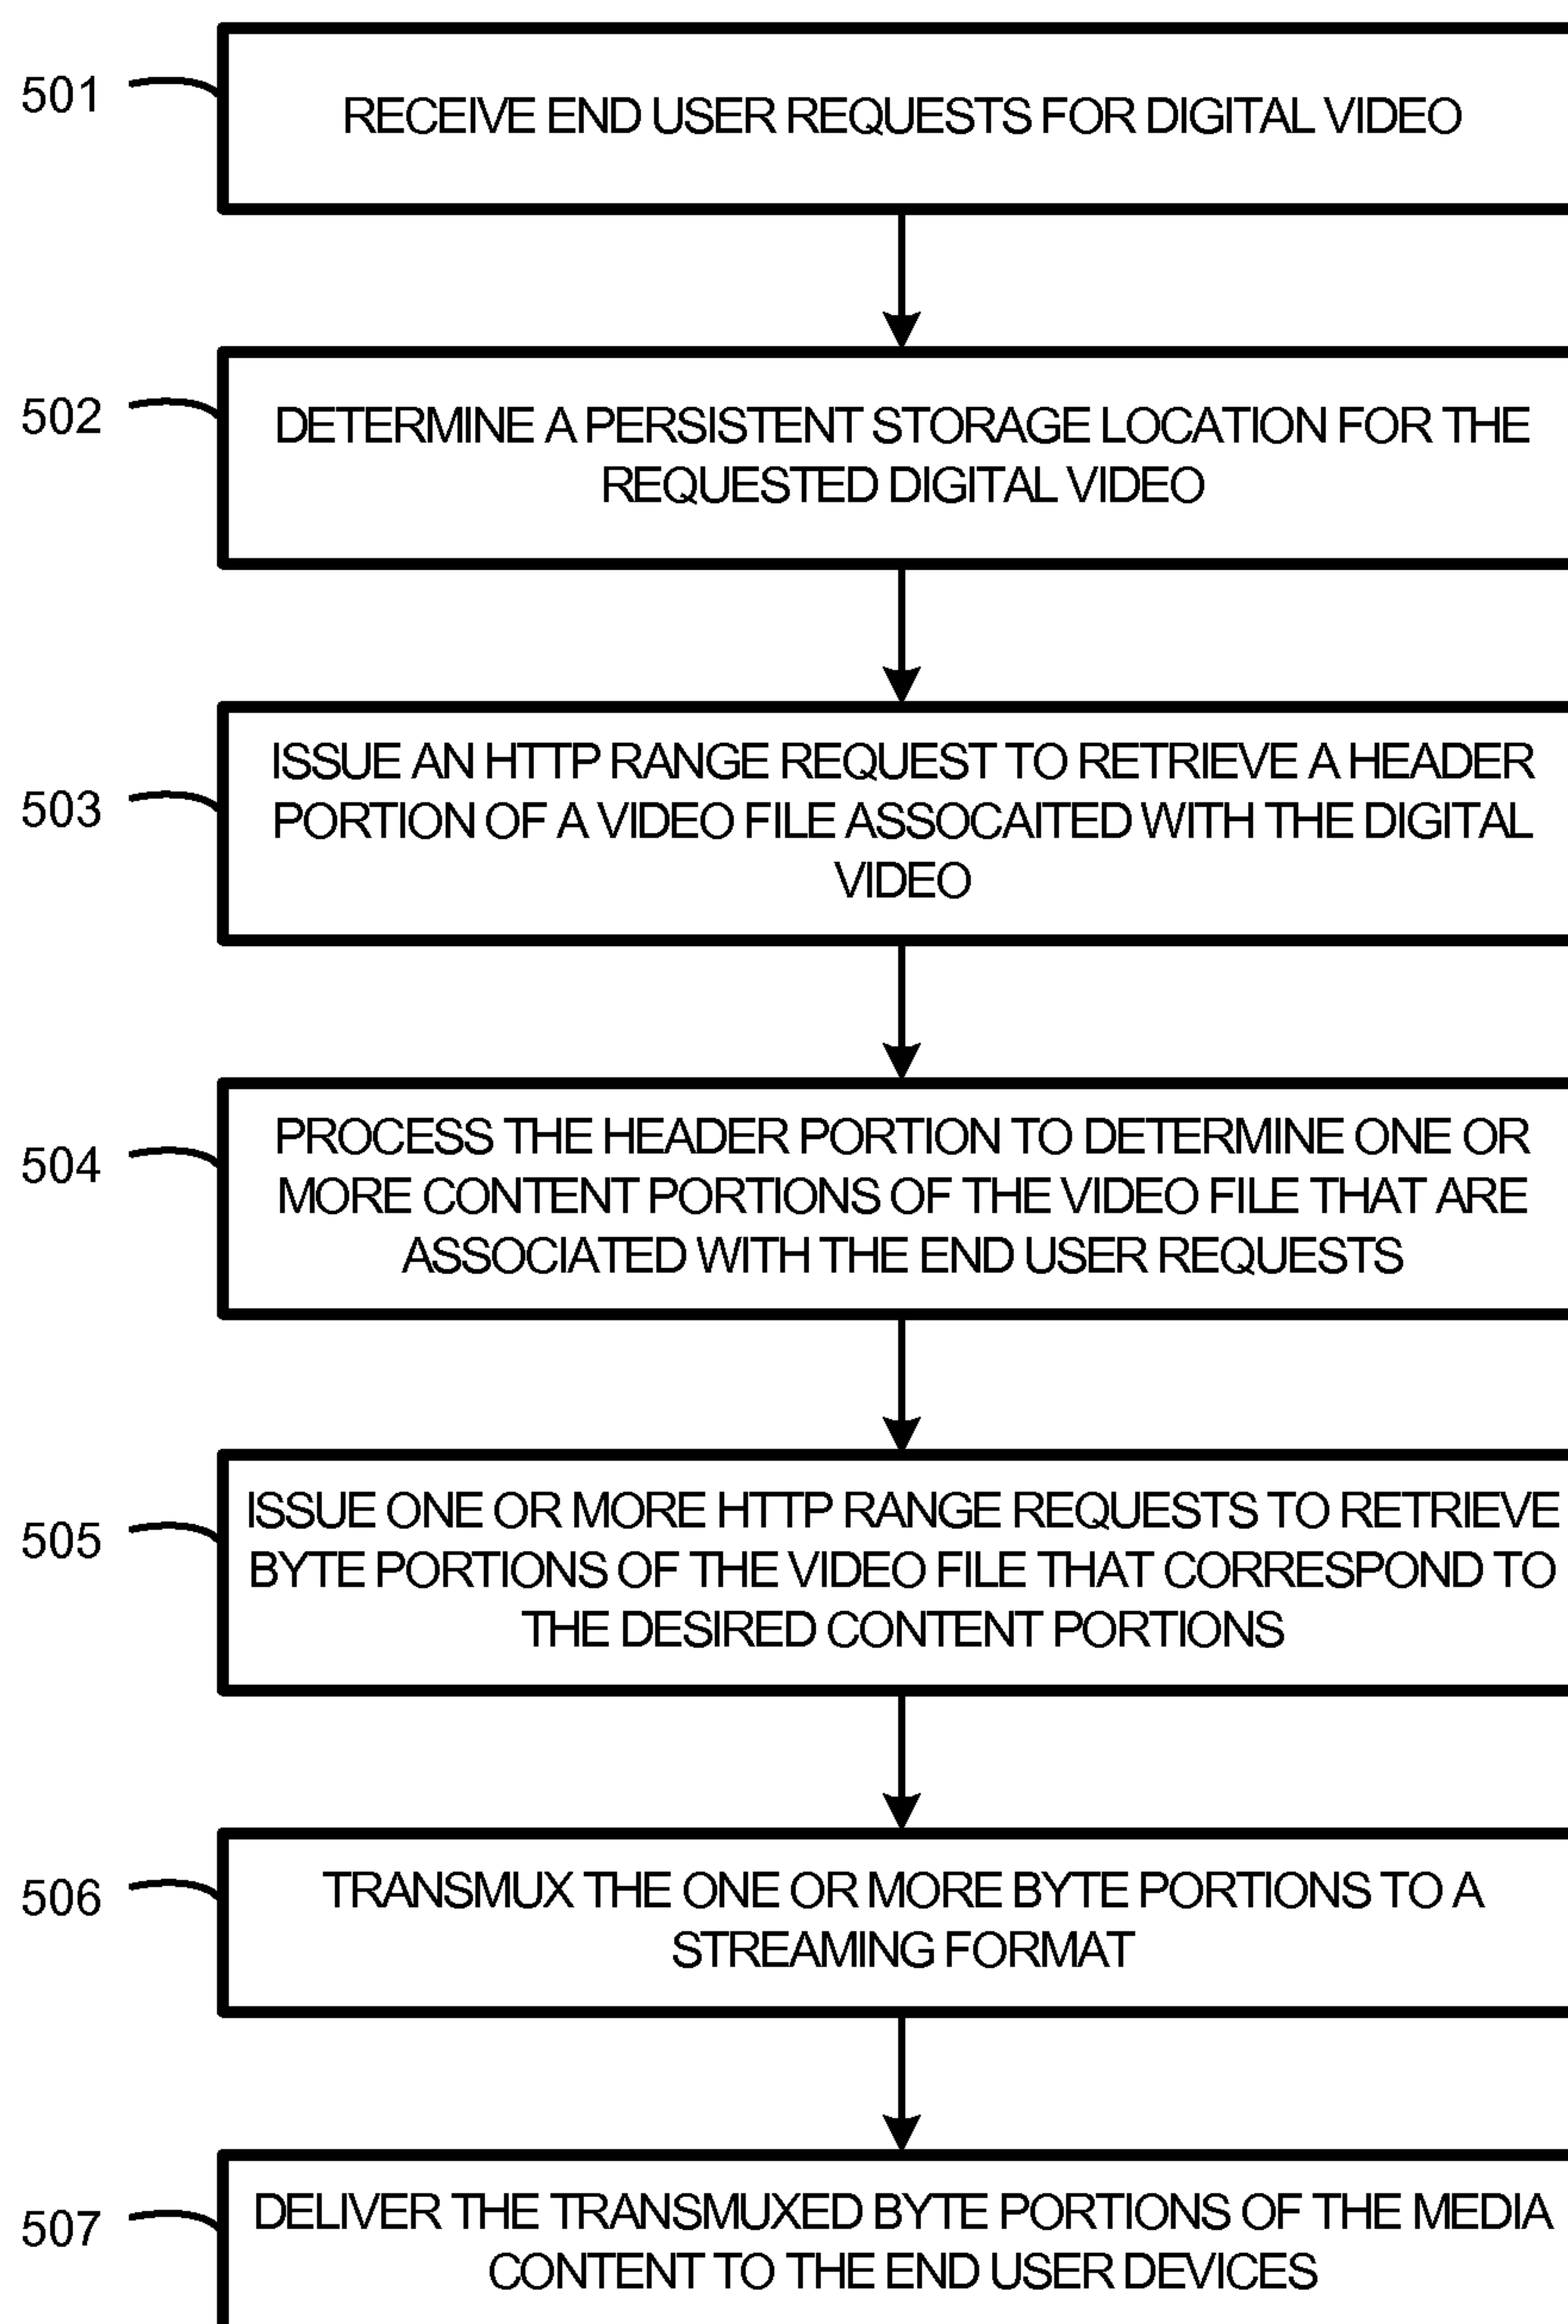 501
RECEIVE END USER REQUESTS FOR DIGITAL VIDEO
502
DETERMINE A PERSISTENT STORAGE LOCATION FOR THE
REQUESTED DIGITAL VIDEO
503
ISSUE AN HTTP RANGE REQUEST TO RETRIEVE A HEADER
PORTION OF A VIDEO FILE ASSOCAITED WITH THE DIGITAL
VIDEO
504
PROCESS THE HEADER PORTION TO DETERMINE ONE OR
MORE CONTENT PORTIONS OF THE VIDEO FILE THAT ARE
ASSOCIATED WITH THE END USER REQUESTS
505
ISSUE ONE OR MORE HTTP RANGE REQUESTS TO RETRIEVE
BYTE PORTIONS OF THE VIDEO FILE THAT CORRESPOND TO
THE DESIRED CONTENT PORTIONS
506
TRANSMUX THE ONE OR MORE BYTE PORTIONS TO A
STREAMING FORMAT
507
DELIVER THE TRANSMUXED BYTE PORTIONS OF THE MEDIA
CONTENT TO THE END USER DEVICES